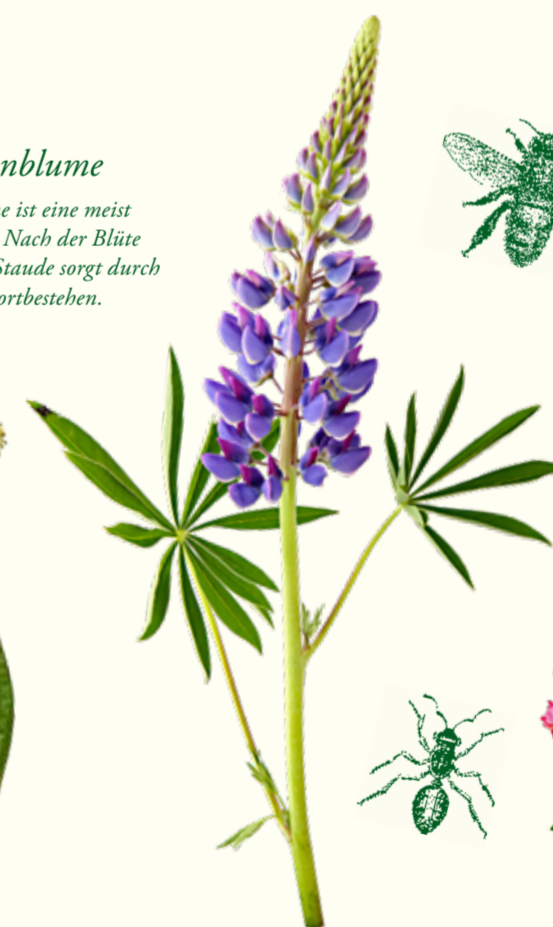 nblume
e ist eine meist
Nach der Blüte
Staude sorgt durch
ortbestehen.